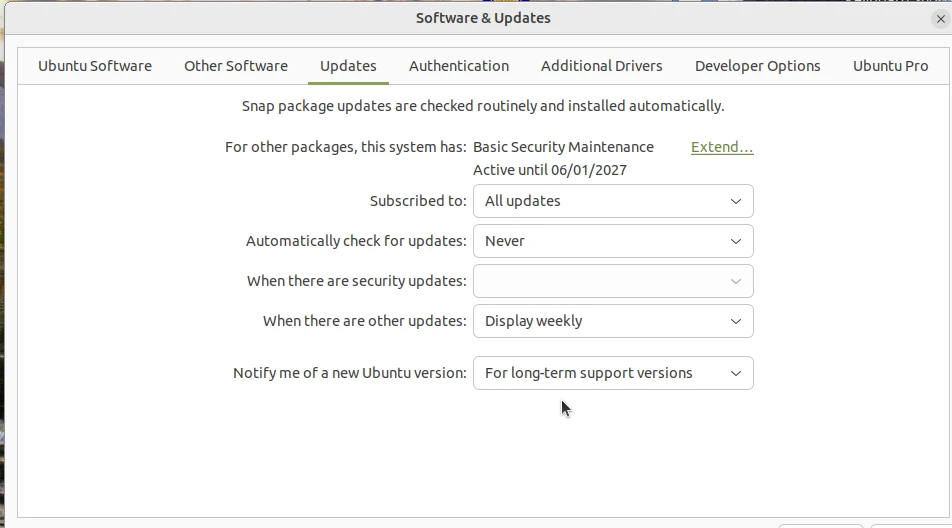 Software & Updates
Ubuntu Software Other Software Updates Authentication Additional Drivers Developer Options Ubuntu Pro
Snap package updates are checked routinely and installed automatically.
For other packages, this system has: Basic Security Maintenance Extend...
Active until 06/01/2027
Subscribed to: All updates
Automatically check for updates: Never
When there are security updates:
When there are other updates: Display weekly
Notify me of a new Ubuntu version: For long-term support versions